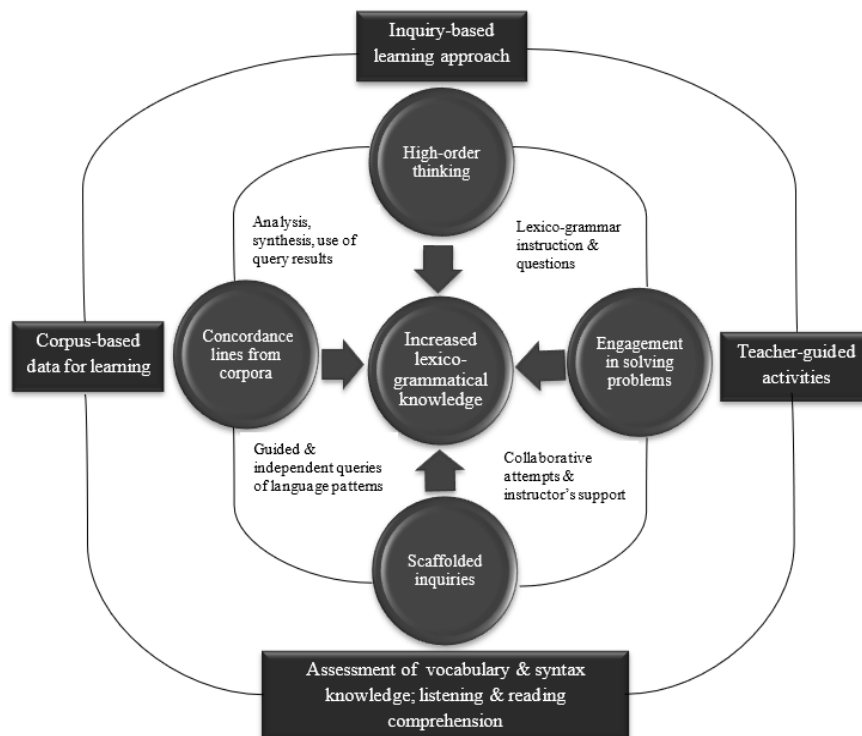 Inquiry-based
learning approach
High-order
thinking
Analysis,
synthesis, use of
query results
Lexico-grammar
instruction &
questions
Corpus-based
data for learning
Concordance
lines from
corpora
Increased
lexico-
grammatical
knowledge
Engagement
in solving
problems
Teacher-guided
activities
Guided &
independent queries
of language patterns
Collaborative
attempts &
instructor's support
Scaffolded
inquiries
Assessment of vocabulary & syntax
knowledge; listening & reading
comprehension